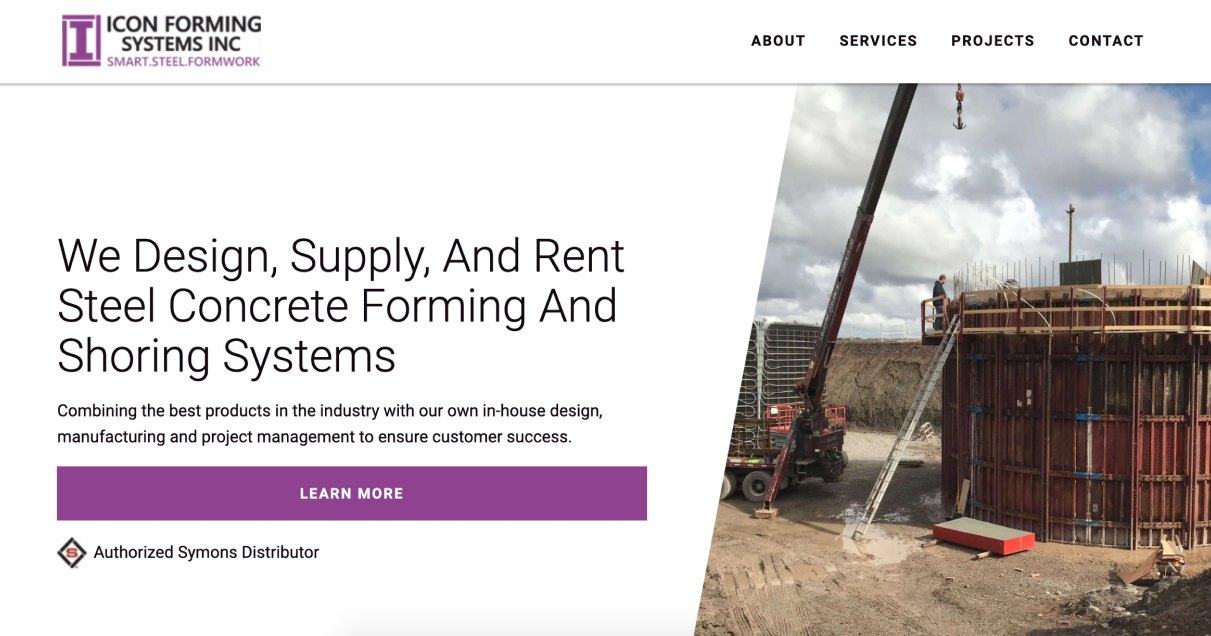 ICON FORMING
SYSTEMS INC
SMART.STEEL.FORMWORK
ABOUT SERVICES PROJECTS CONTACT
We Design, Supply, And Rent
Steel Concrete Forming And
Shoring Systems
Combining the best products in the industry with our own in-house design,
manufacturing and project management to ensure customer success.
LEARN MORE
S Authorized Symons Distributor